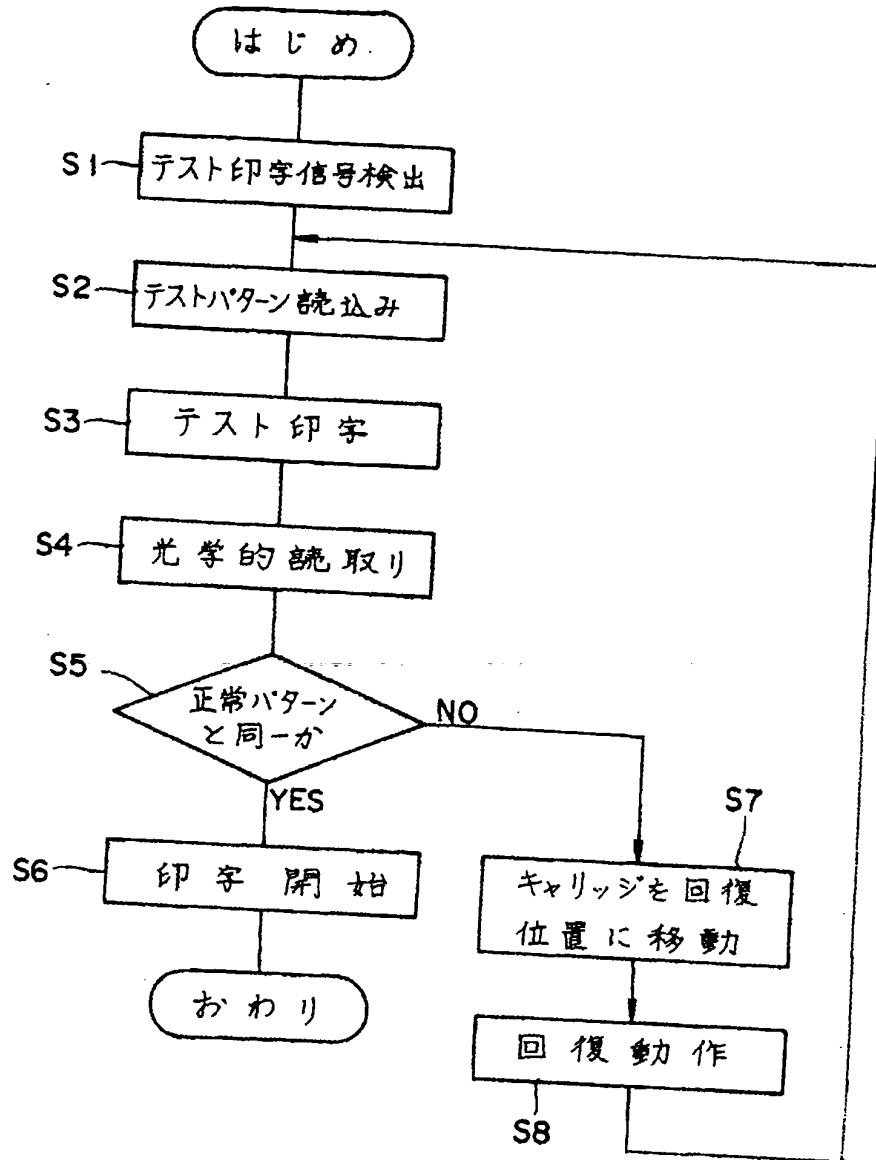 はじめ
S1
テスト印字信号検出
S2
テストパターン読込み
S3
テスト印字
S4
光学的読取り
S5
正常パターン
と同一か
NO
YES
S6
印字開始
おわり
S7
キャリッジを回復
位置に移動
回復動作
S8